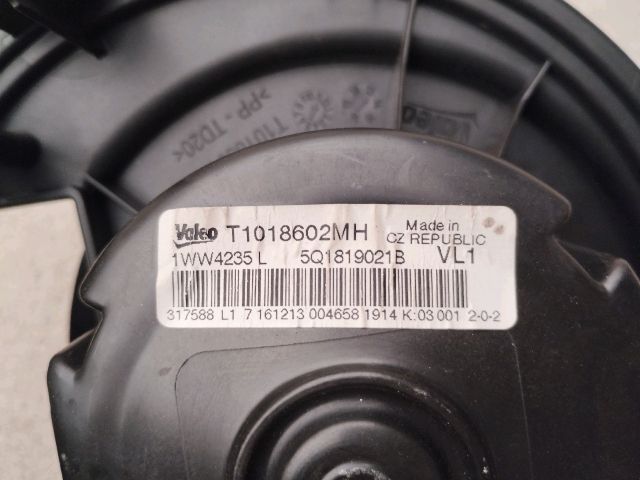 >PP-TD20<
Valeo
Valeo T1018602MH Made in CZ REPUBLIC
1WW4235 L 5Q1819021B VL1
317588 L1 7 161213 004658 1914 K:03 001 2-0-2